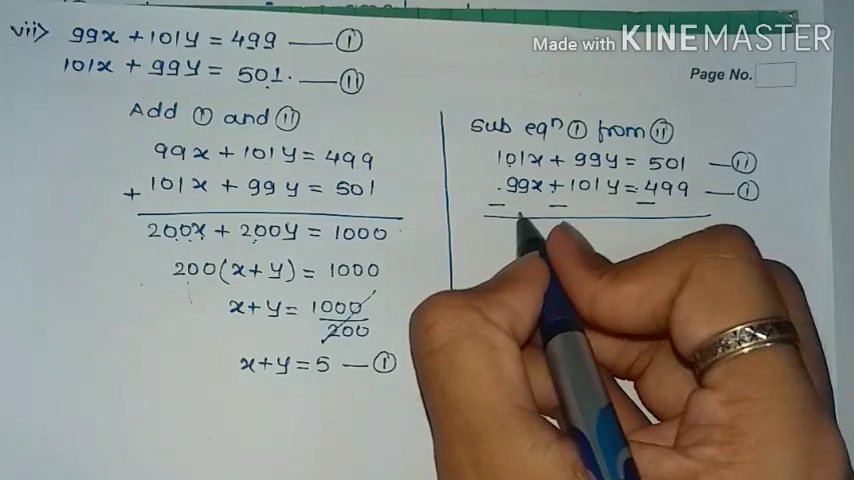 Made with KINEMASTER
Page No.
vii> 99x + 101y = 499 —— (i)
101x + 99y = 501. —— (ii)
Add (i) and (ii)
99x + 101y = 499
+ 101x + 99y = 501
200x + 200y = 1000
200(x+y) = 1000
x+y = 1000
200
x+y = 5 — (i)
Sub eqn (i) from (ii)
101x + 99y = 501 — (ii)
99x + 101y = 499 — (i)
— — —